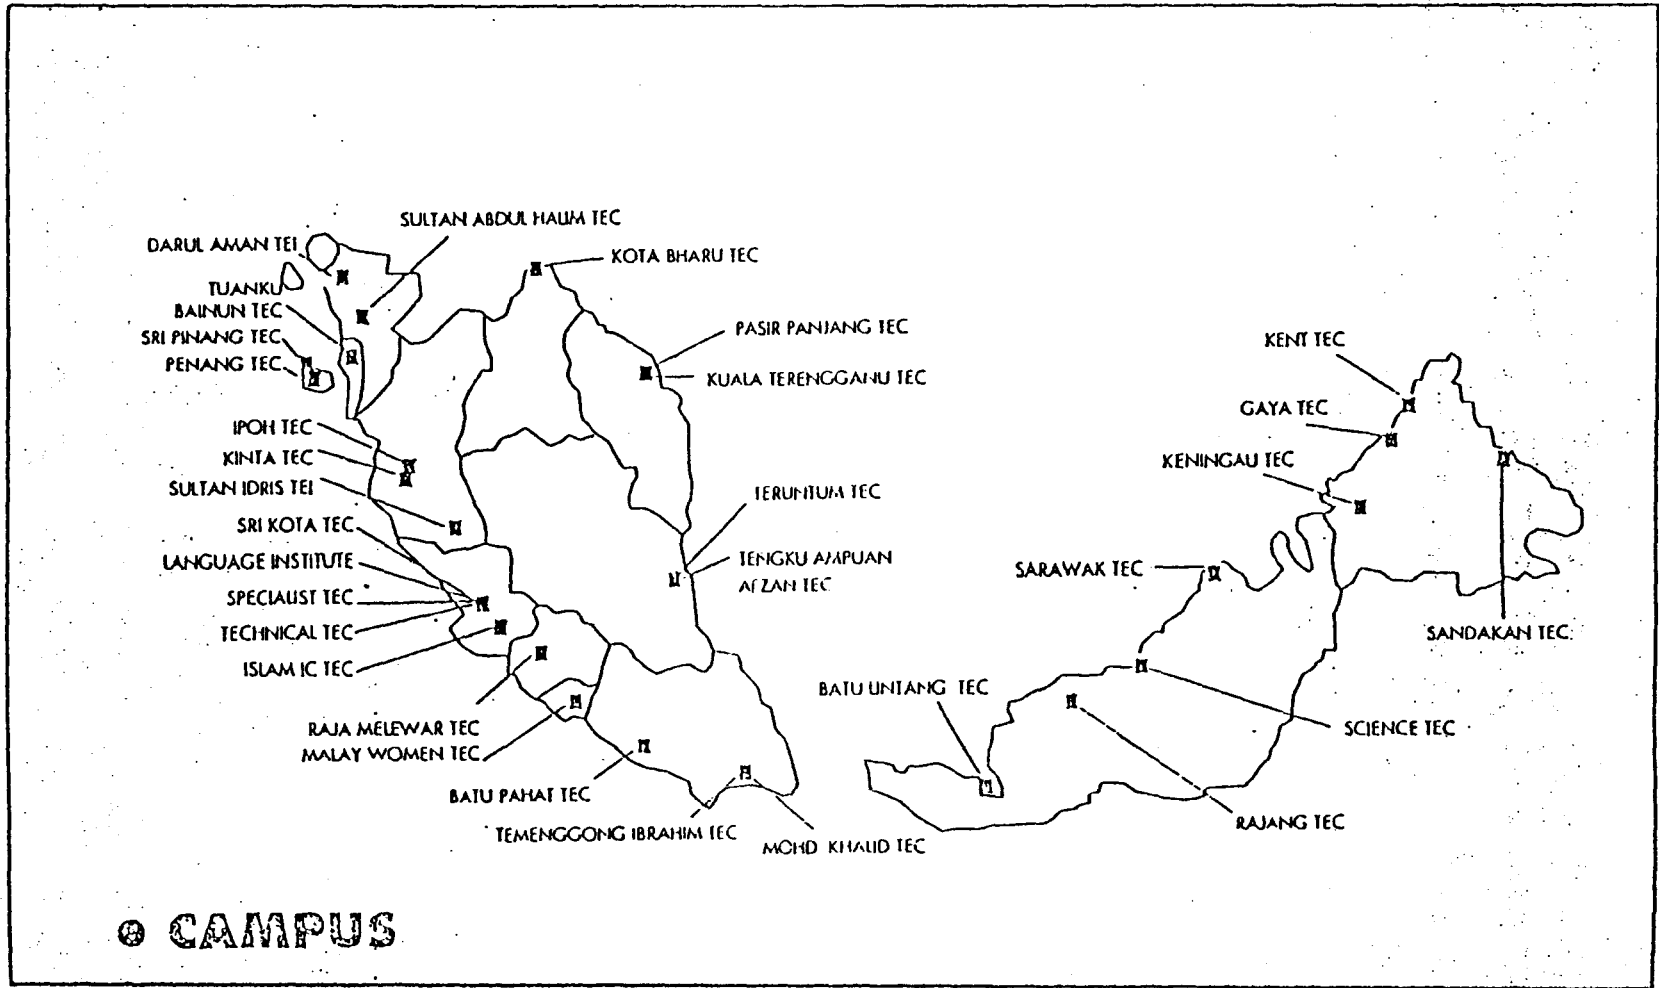 SULTAN ABDUL HALIM TEC
DARUL AMAN TEI
KOTA BHARU TEC
TUANKU
BAINUN TEC
SRI PINANG TEC
PENANG TEC
PASIR PANJANG TEC
KUALA TERENGGANU TEC
IPOH TEC
KINTA TEC
SULTAN IDRIS TEI
SRI KOTA TEC
LANGUAGE INSTITUTE
SPECIALIST TEC
TECHNICAL TEC
ISLAMIC TEC
TERUNTUM TEC
TENGKU AMPUAN
AFZAN TEC
RAJA MELEWAR TEC
MALAY WOMEN TEC
BATU PAHAT TEC
TEMENGGONG IBRAHIM TEC
MOHD KHALID TEC
KENT TEC
GAYA TEC
KENINGAU TEC
SARAWAK TEC
SANDAKAN TEC
BATU LINTANG TEC
SCIENCE TEC
RAJANG TEC
CAMPUS